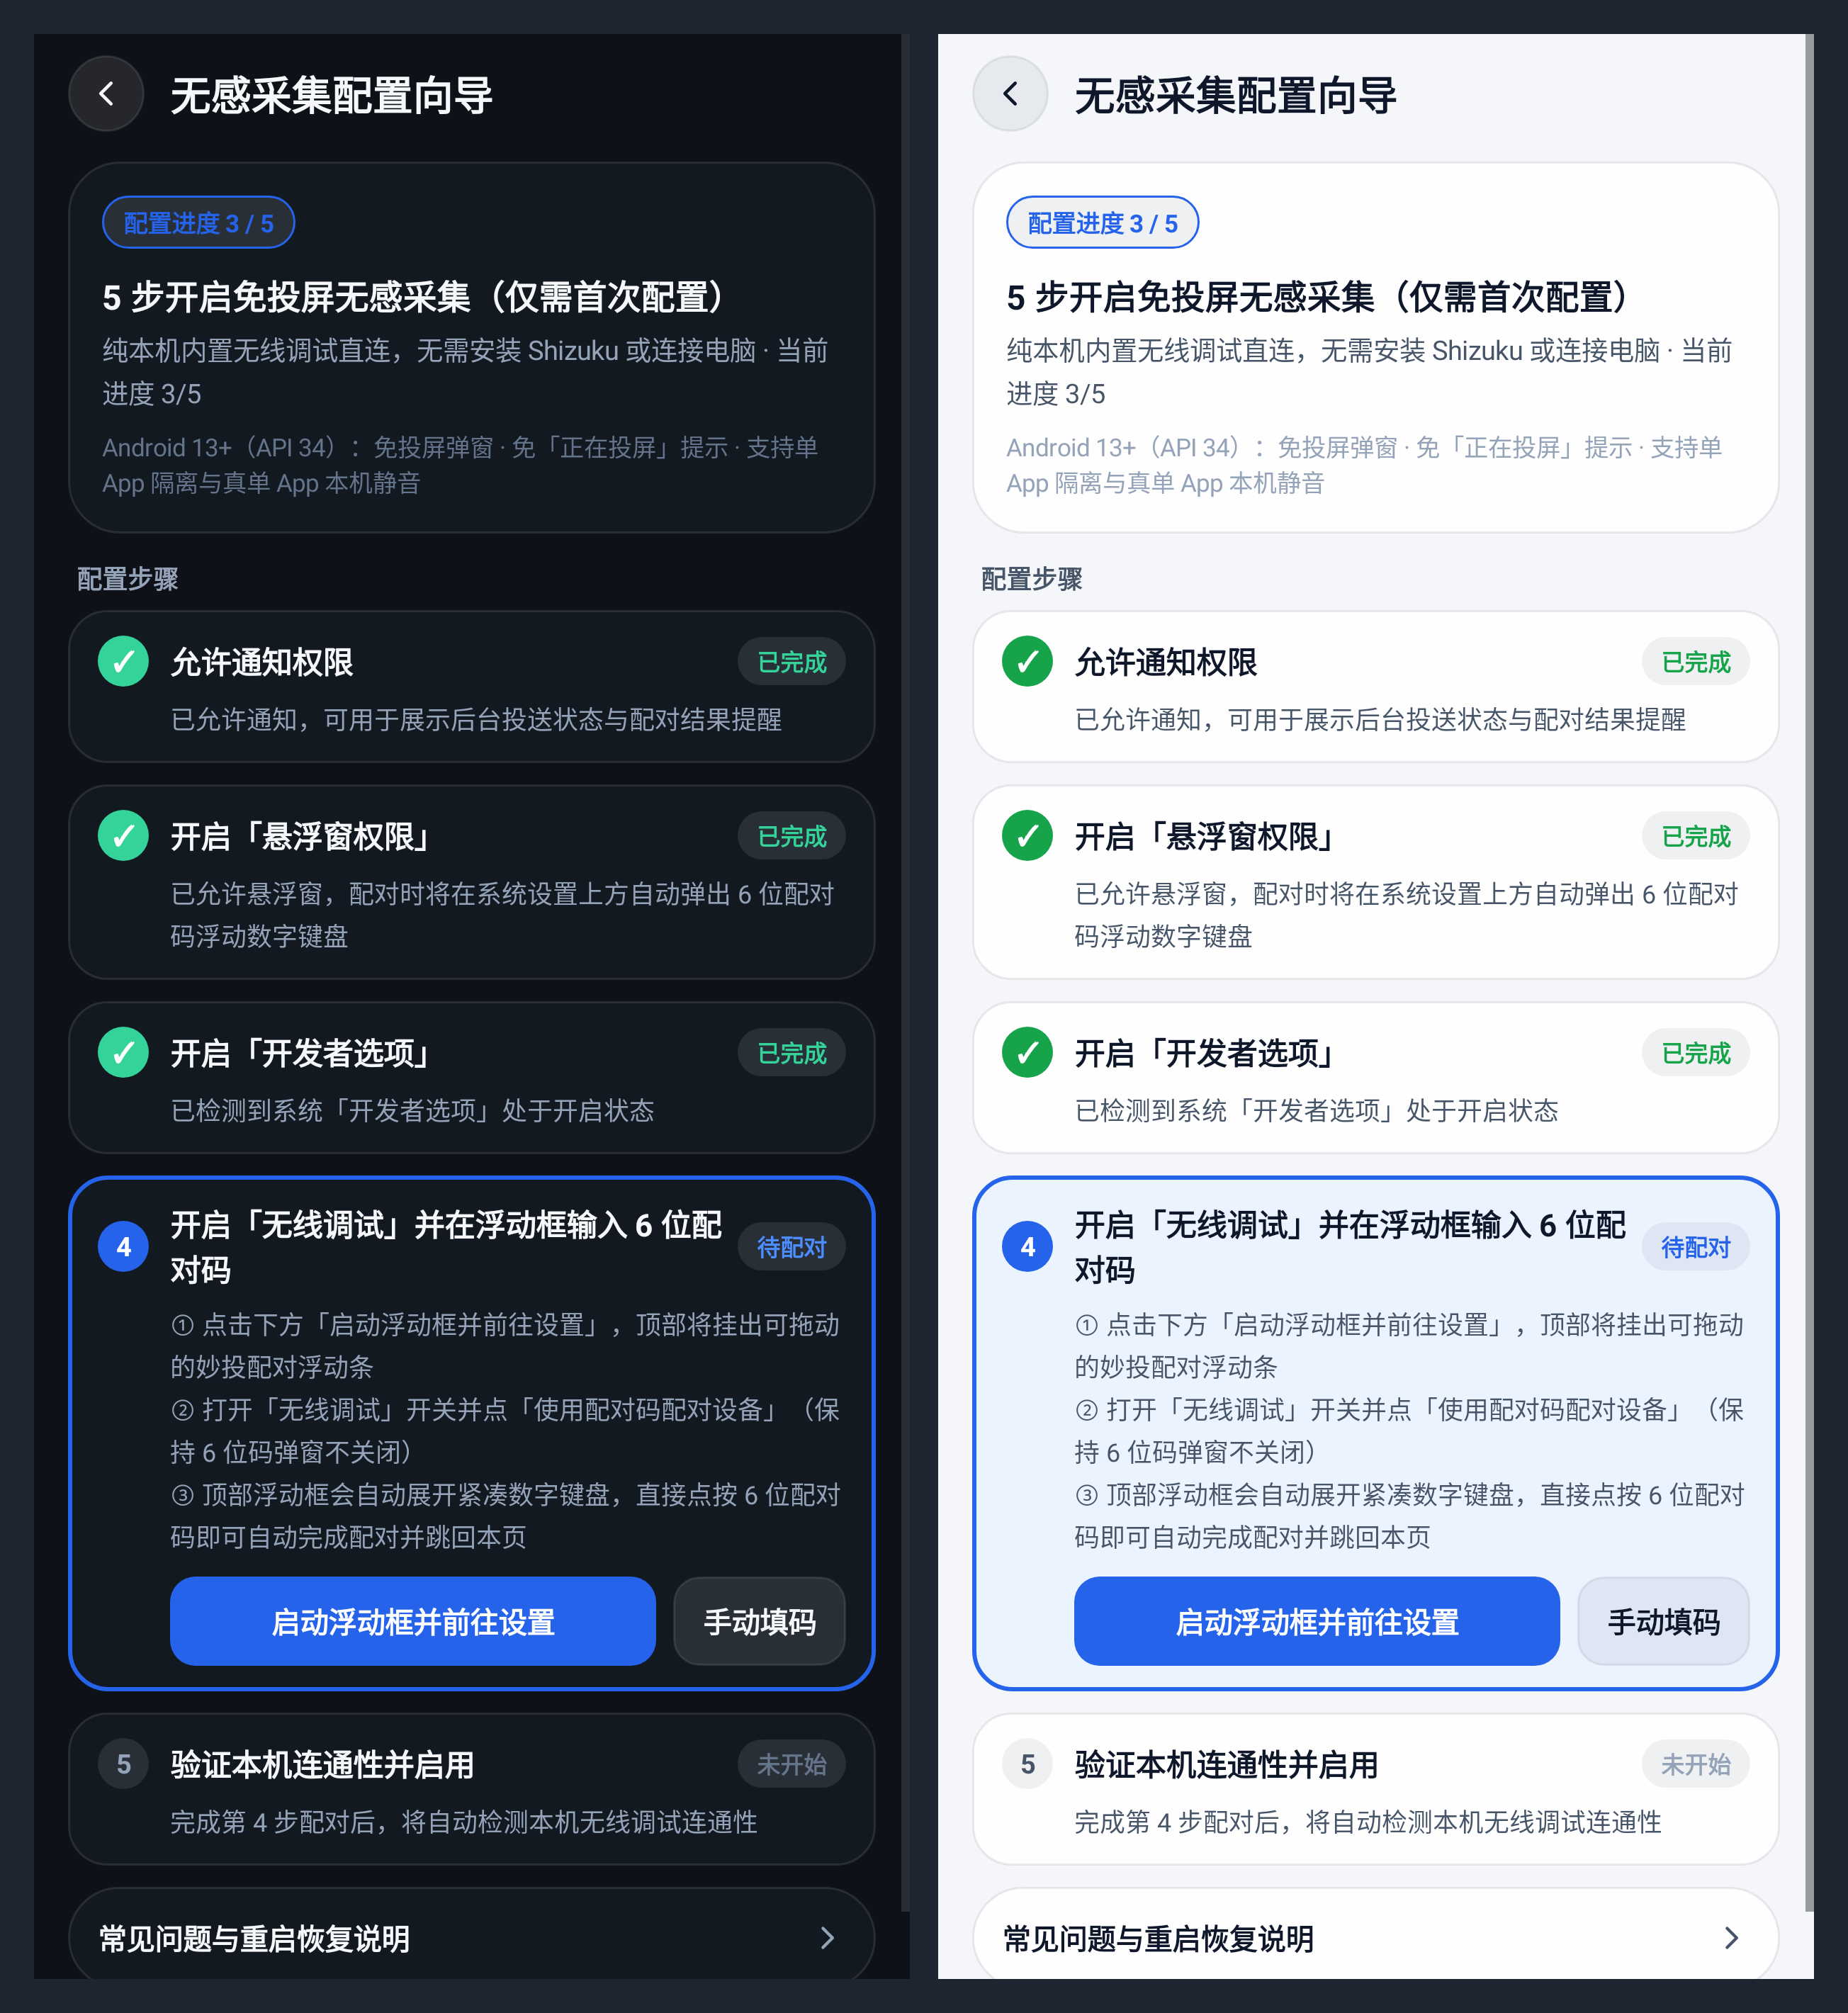 无感采集配置向导
配置进度 3 / 5
5 步开启免投屏无感采集（仅需首次配置）
纯本机内置无线调试直连，无需安装 Shizuku 或连接电脑 · 当前
进度 3/5
Android 13+（API 34）：免投屏弹窗 · 免「正在投屏」提示 · 支持单
App 隔离与真单 App 本机静音
配置步骤
✓ 允许通知权限 已完成
已允许通知，可用于展示后台投送状态与配对结果提醒
✓ 开启「悬浮窗权限」 已完成
已允许悬浮窗，配对时将在系统设置上方自动弹出 6 位配对
码浮动数字键盘
✓ 开启「开发者选项」 已完成
已检测到系统「开发者选项」处于开启状态
4 开启「无线调试」并在浮动框输入 6 位配
对码
待配对
① 点击下方「启动浮动框并前往设置」，顶部将挂出可拖动
的妙投配对浮动条
② 打开「无线调试」开关并点「使用配对码配对设备」（保
持 6 位码弹窗不关闭）
③ 顶部浮动框会自动展开紧凑数字键盘，直接点按 6 位配对
码即可自动完成配对并跳回本页
启动浮动框并前往设置 手动填码
5 验证本机连通性并启用 未开始
完成第 4 步配对后，将自动检测本机无线调试连通性
常见问题与重启恢复说明
无感采集配置向导
配置进度 3 / 5
5 步开启免投屏无感采集（仅需首次配置）
纯本机内置无线调试直连，无需安装 Shizuku 或连接电脑 · 当前
进度 3/5
Android 13+（API 34）：免投屏弹窗 · 免「正在投屏」提示 · 支持单
App 隔离与真单 App 本机静音
配置步骤
✓ 允许通知权限 已完成
已允许通知，可用于展示后台投送状态与配对结果提醒
✓ 开启「悬浮窗权限」 已完成
已允许悬浮窗，配对时将在系统设置上方自动弹出 6 位配对
码浮动数字键盘
✓ 开启「开发者选项」 已完成
已检测到系统「开发者选项」处于开启状态
4 开启「无线调试」并在浮动框输入 6 位配
对码
待配对
① 点击下方「启动浮动框并前往设置」，顶部将挂出可拖动
的妙投配对浮动条
② 打开「无线调试」开关并点「使用配对码配对设备」（保
持 6 位码弹窗不关闭）
③ 顶部浮动框会自动展开紧凑数字键盘，直接点按 6 位配对
码即可自动完成配对并跳回本页
启动浮动框并前往设置 手动填码
5 验证本机连通性并启用 未开始
完成第 4 步配对后，将自动检测本机无线调试连通性
常见问题与重启恢复说明